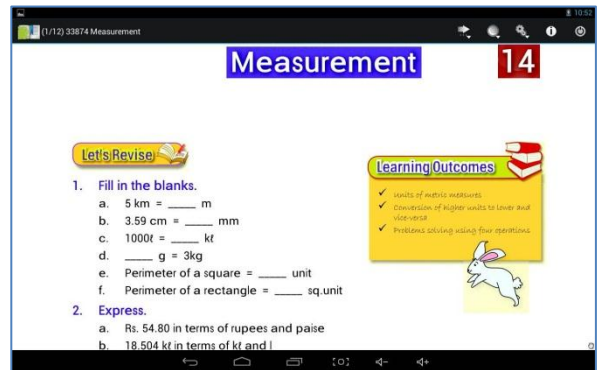 10:52
(1/12) 33874 Measurement
Measurement 14
Let's Revise
Learning Outcomes
✓ Units of metric measures
✓ Conversion of higher units to lower and
vice-versa
✓ Problems solving using four operations
1. Fill in the blanks.
a. 5 km = _____ m
b. 3.59 cm = _____ mm
c. 1000ℓ = _____ kℓ
d. _____ g = 3kg
e. Perimeter of a square = _____ unit
f. Perimeter of a rectangle = _____ sq.unit
2. Express.
a. Rs. 54.80 in terms of rupees and paise
b. 18.504 kℓ in terms of kℓ and l